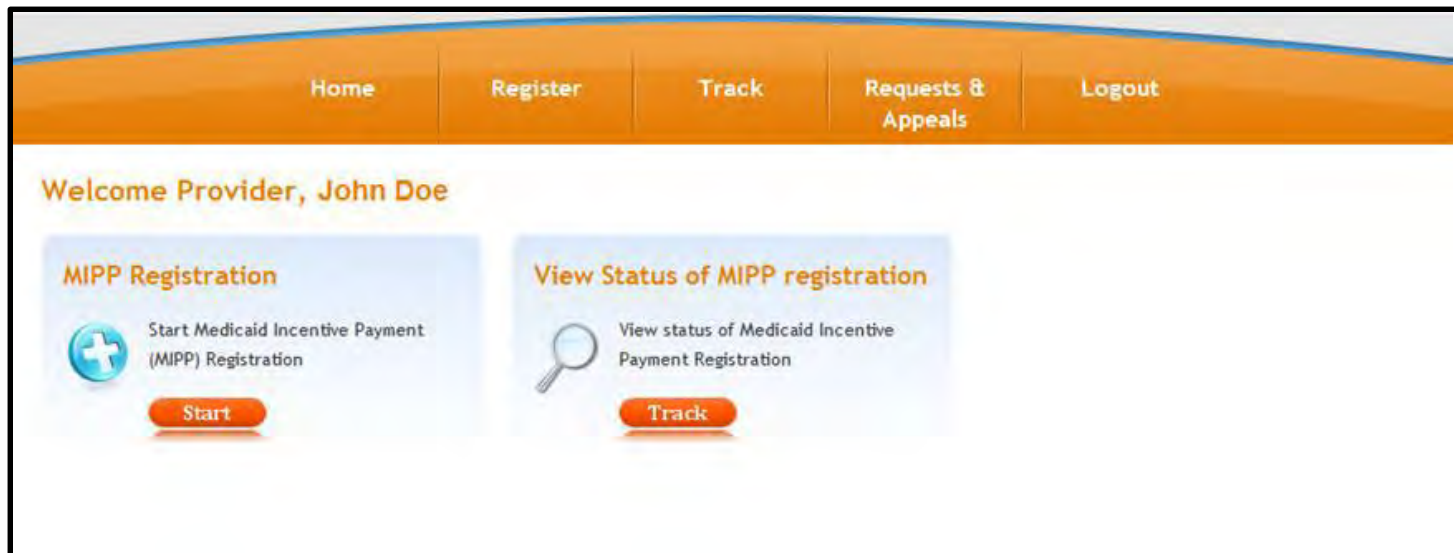 Home
Register
Track
Requests &
Appeals
Logout
Welcome Provider, John Doe
MIPP Registration
Start Medicaid Incentive Payment
(MIPP) Registration
Start
View Status of MIPP registration
View status of Medicaid Incentive
Payment Registration
Track